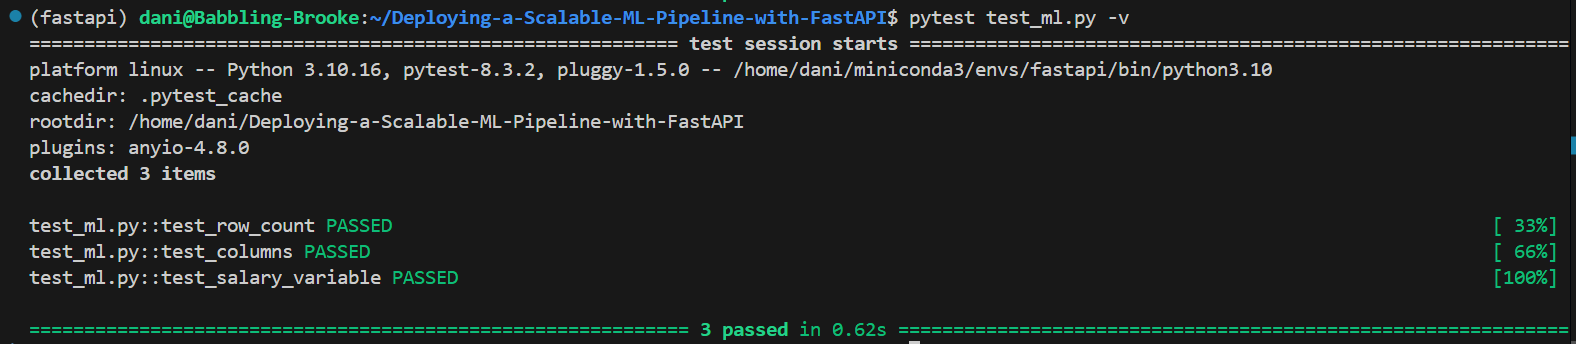 (fastapi) dani@Babbling-Brooke:~/Deploying-a-Scalable-ML-Pipeline-with-FastAPI$ pytest test_ml.py -v
=========================================================== test session starts ============================================================
platform linux -- Python 3.10.16, pytest-8.3.2, pluggy-1.5.0 -- /home/dani/miniconda3/envs/fastapi/bin/python3.10
cachedir: .pytest_cache
rootdir: /home/dani/Deploying-a-Scalable-ML-Pipeline-with-FastAPI
plugins: anyio-4.8.0
collected 3 items
test_ml.py::test_row_count PASSED [ 33%]
test_ml.py::test_columns PASSED [ 66%]
test_ml.py::test_salary_variable PASSED [100%]
============================================================ 3 passed in 0.62s =============================================================